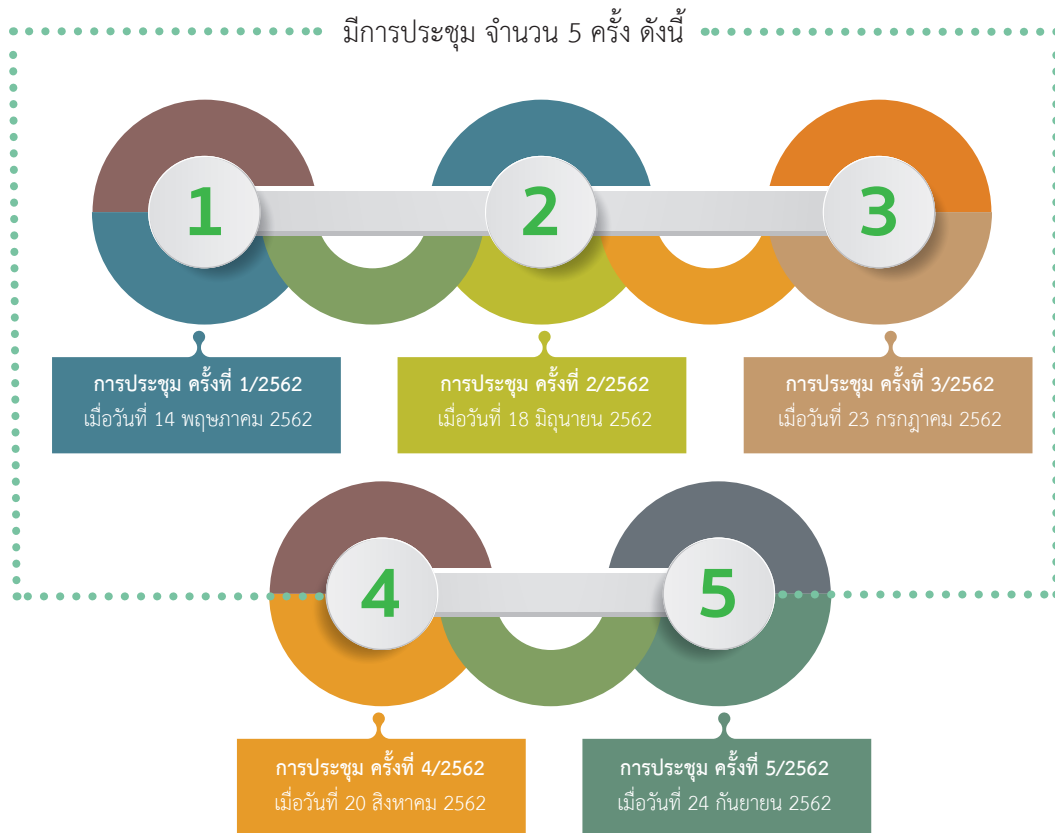 มีการประชุม จำนวน 5 ครั้ง ดังนี้
1
2
3
การประชุม ครั้งที่ 1/2562
เมื่อวันที่ 14 พฤษภาคม 2562
การประชุม ครั้งที่ 2/2562
เมื่อวันที่ 18 มิถุนายน 2562
การประชุม ครั้งที่ 3/2562
เมื่อวันที่ 23 กรกฎาคม 2562
4
5
การประชุม ครั้งที่ 4/2562
เมื่อวันที่ 20 สิงหาคม 2562
การประชุม ครั้งที่ 5/2562
เมื่อวันที่ 24 กันยายน 2562